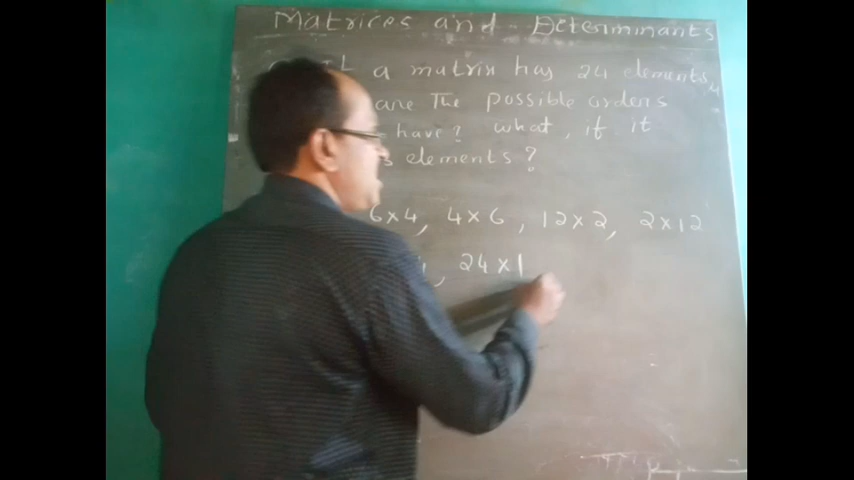 Matrices and Determinants
a matrix has 24 elements,
are the possible orders
have? what, if it
elements?
6×4, 4×6, 12×2, 2×12
, 24×1